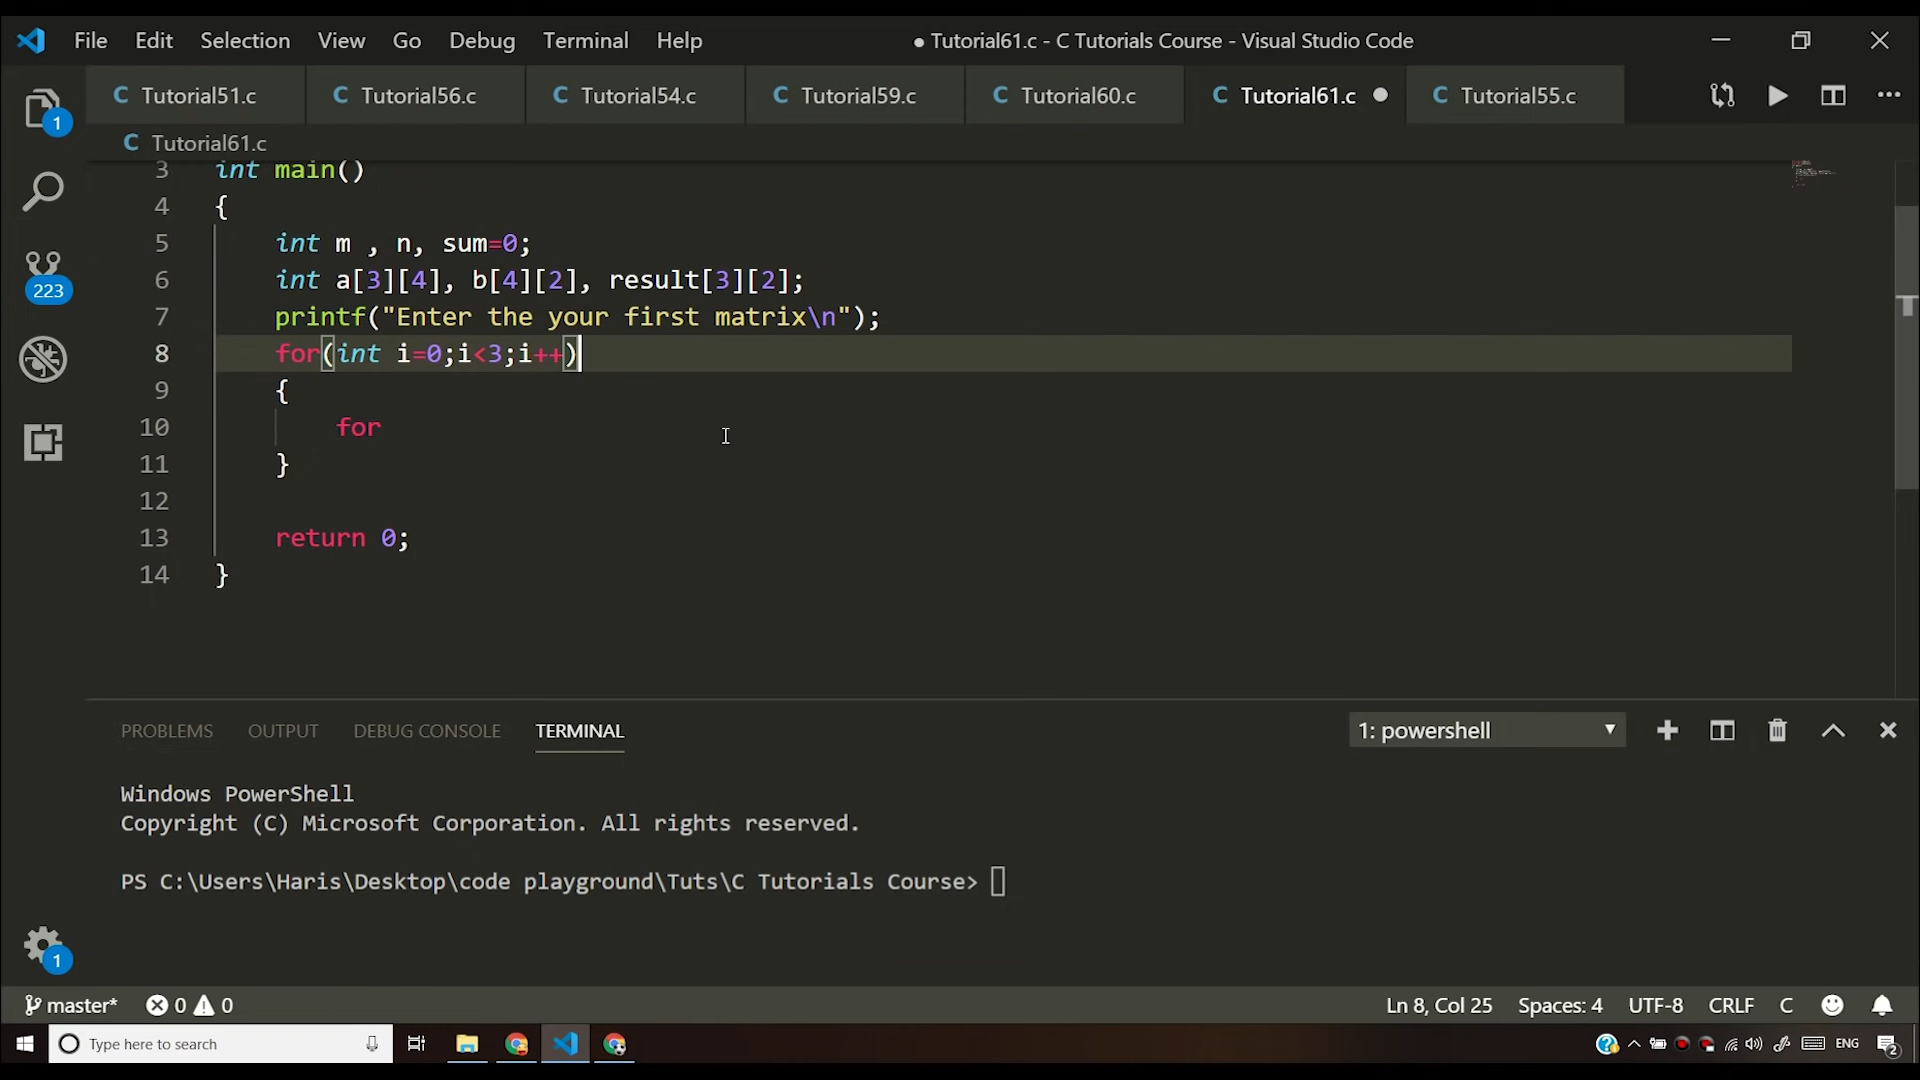 File Edit Selection View Go Debug Terminal Help ● Tutorial61.c - C Tutorials Course - Visual Studio Code
C Tutorial51.c C Tutorial56.c C Tutorial54.c C Tutorial59.c C Tutorial60.c C Tutorial61.c C Tutorial55.c
1
C Tutorial61.c
3 int main()
4 {
5 int m , n, sum=0;
6 int a[3][4], b[4][2], result[3][2];
223
7 printf("Enter the your first matrix\n");
8 for(int i=0;i<3;i++)
9 {
10 for
11 }
12
13 return 0;
14 }
PROBLEMS OUTPUT DEBUG CONSOLE TERMINAL 1: powershell
Windows PowerShell
Copyright (C) Microsoft Corporation. All rights reserved.
PS C:\Users\Haris\Desktop\code playground\Tuts\C Tutorials Course>
1
master* 0 0 Ln 8, Col 25 Spaces: 4 UTF-8 CRLF C
Type here to search ENG 2